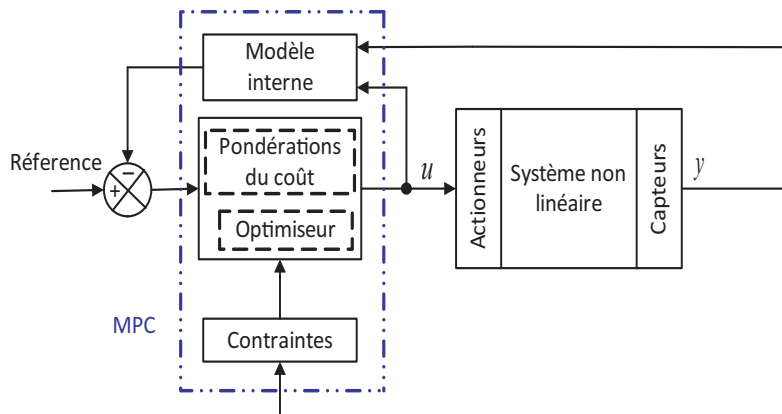 Modèle
interne
Réference
−
+
Pondérations
du coût
Optimiseur
u
Actionneurs
Système non
linéaire
Capteurs
y
MPC
Contraintes